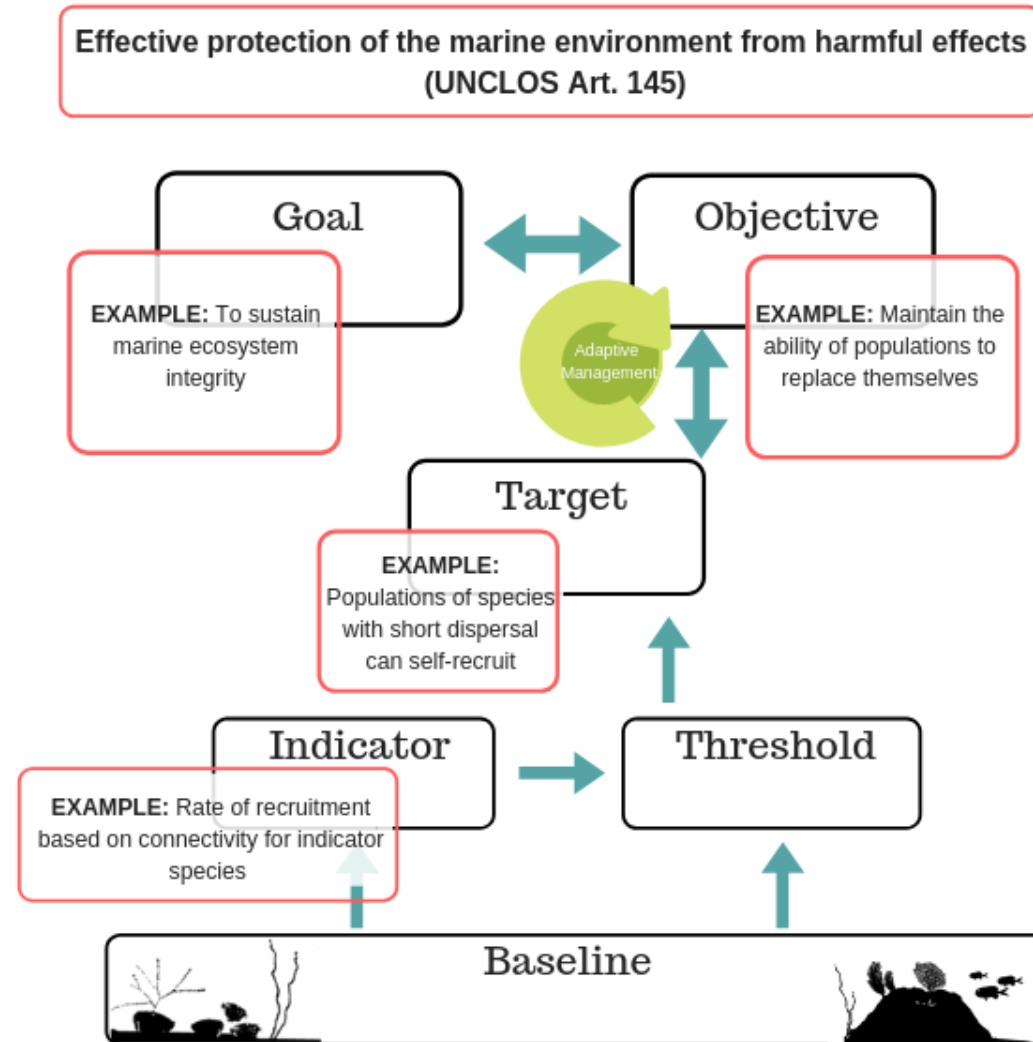 Effective protection of the marine environment from harmful effects
(UNCLOS Art. 145)
Goal
Objective
EXAMPLE: To sustain
marine ecosystem
integrity
Adaptive
Management
EXAMPLE: Maintain the
ability of populations to
replace themselves
Target
EXAMPLE:
Populations of species
with short dispersal
can self-recruit
Indicator
Threshold
EXAMPLE: Rate of recruitment
based on connectivity for indicator
species
Baseline